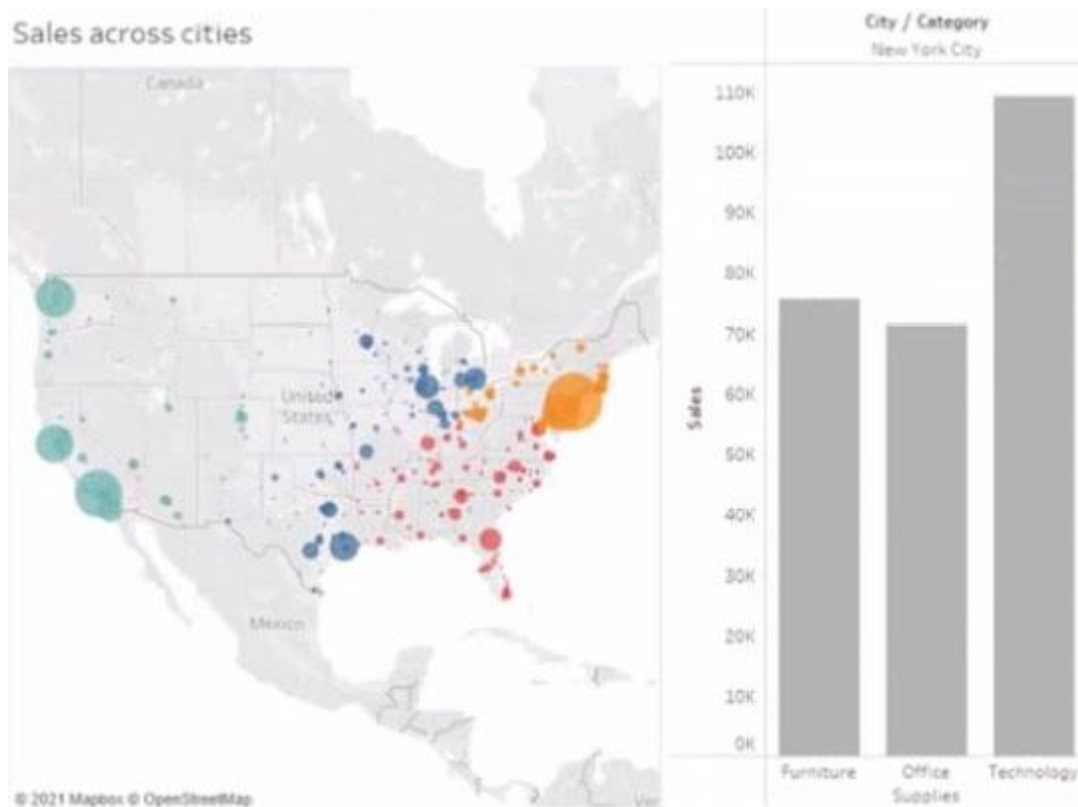 Sales across cities
Canada
United
States
Mexico
© 2021 Mapbox © OpenStreetMap
City / Category
New York City
Sales
110K
100K
90K
80K
70K
60K
50K
40K
30K
20K
10K
0K
Furniture
Office
Supplies
Technology